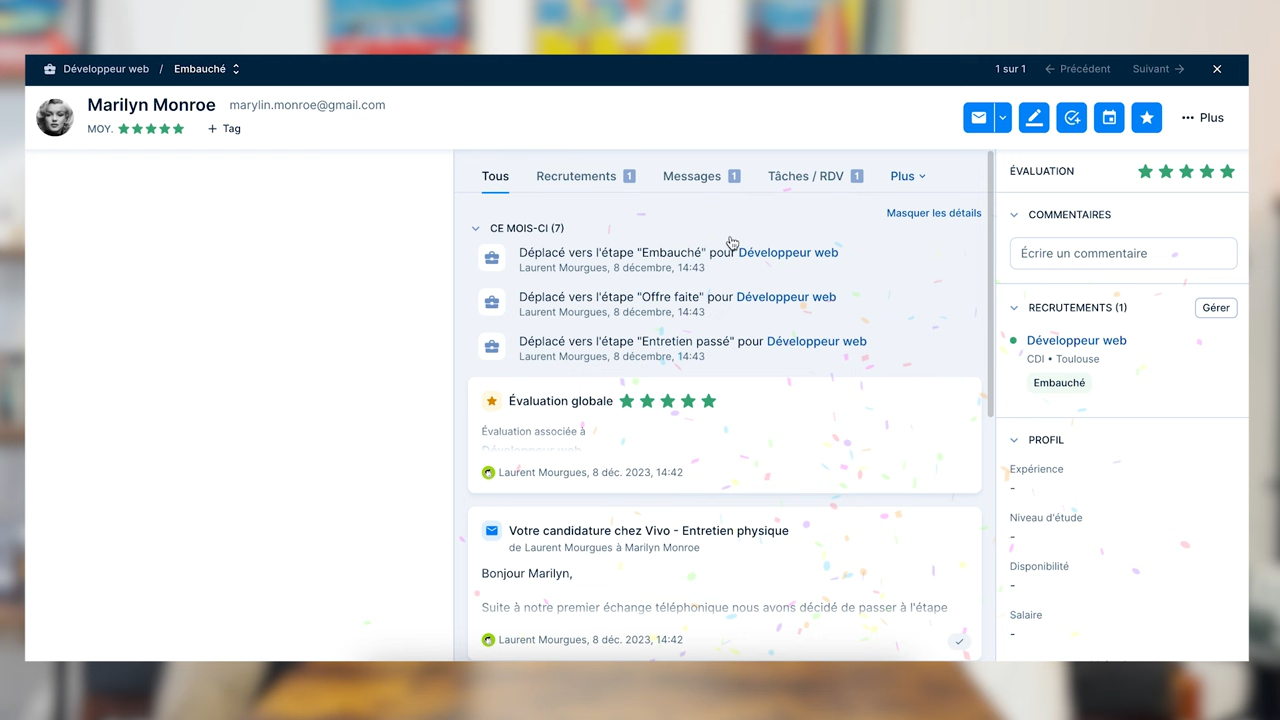 Développeur web / Embauché
1 sur 1 Précédent Suivant
Marilyn Monroe marylin.monroe@gmail.com
MOY. + Tag
Plus
Tous Recrutements 1 Messages 1 Tâches / RDV 1 Plus
Masquer les détails
CE MOIS-CI (7)
Déplacé vers l'étape "Embauché" pour Développeur web
Laurent Mourgues, 8 décembre, 14:43
Déplacé vers l'étape "Offre faite" pour Développeur web
Laurent Mourgues, 8 décembre, 14:43
Déplacé vers l'étape "Entretien passé" pour Développeur web
Laurent Mourgues, 8 décembre, 14:43
Évaluation globale
Évaluation associée à
Développeur web
Laurent Mourgues, 8 déc. 2023, 14:42
Votre candidature chez Vivo - Entretien physique
de Laurent Mourgues à Marilyn Monroe
Bonjour Marilyn,
Suite à notre premier échange téléphonique nous avons décidé de passer à l'étape
Laurent Mourgues, 8 déc. 2023, 14:42
ÉVALUATION
COMMENTAIRES
Écrire un commentaire
RECRUTEMENTS (1) Gérer
Développeur web
CDI • Toulouse
Embauché
PROFIL
Expérience
-
Niveau d'étude
-
Disponibilité
-
Salaire
-